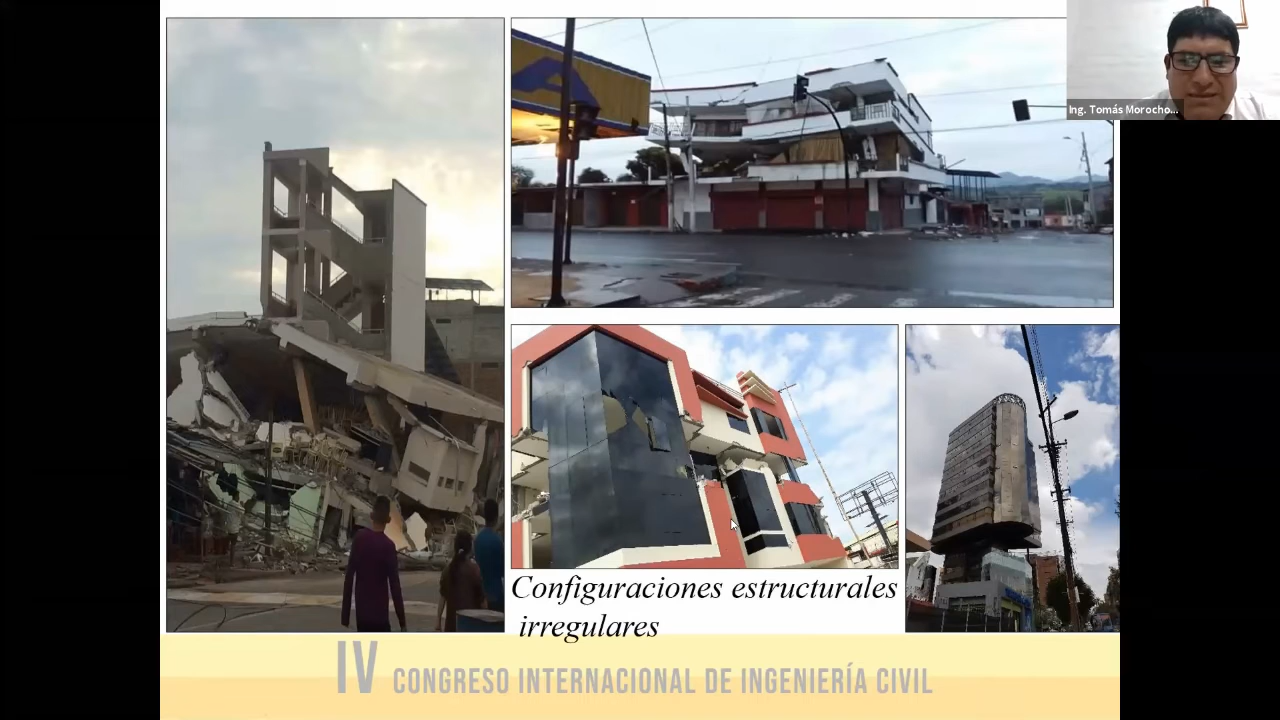 Ing. Tomás Morocho...
Configuraciones estructurales
irregulares
IV CONGRESO INTERNACIONAL DE INGENIERÍA CIVIL